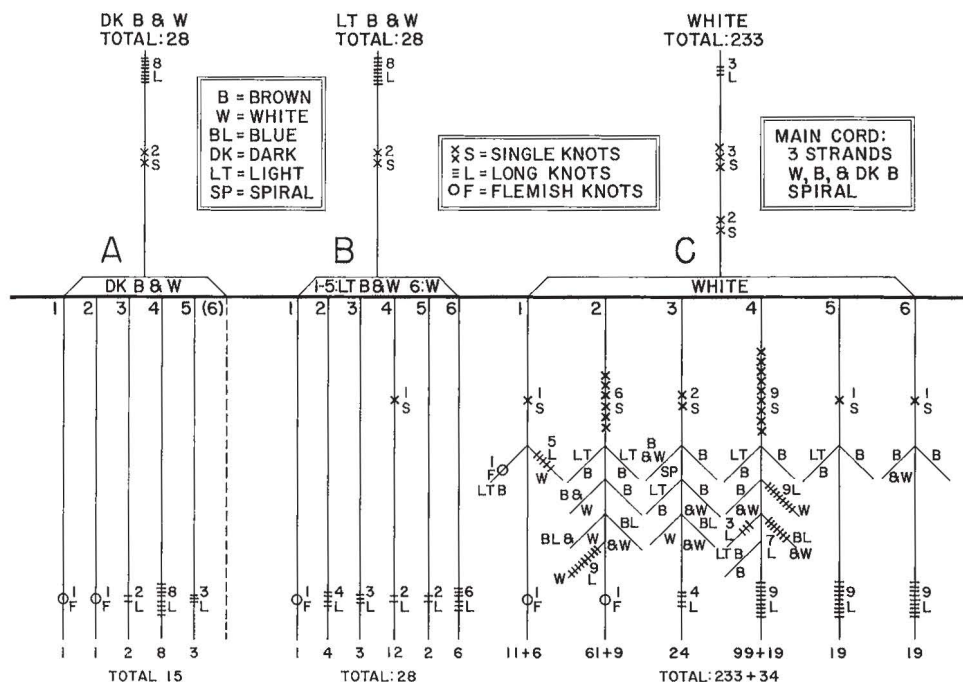 DK B & W
TOTAL:28
8
L
2
S
LT B & W
TOTAL:28
8
L
2
S
WHITE
TOTAL:233
3
L
3
S
2
S
B = BROWN
W = WHITE
BL = BLUE
DK = DARK
LT = LIGHT
SP = SPIRAL
S = SINGLE KNOTS
L = LONG KNOTS
F = FLEMISH KNOTS
MAIN CORD:
3 STRANDS
W, B, & DK B
SPIRAL
A
B
C
DK B & W
1-5:LT B & W 6:W
WHITE
1 2 3 4 5 (6)
1 2 3 4 5 6
1 2 3 4 5 6
1
S
1
S
6
S
2
S
9
S
1
S
1
S
1
F
LT B
5
L
W
LT
B
LT
B
B &
W
B
BL &
W
BL
&W
W
9
L
B
&W
SP
B
LT
B
B
&W
W
BL
&W
LT
B
B
B
&W
9L
W
3
L
LT B
BL
&W
7
L
B
LT
B
B
B
&W
B
1
F
1
F
2
L
8
L
3
L
1
F
4
L
3
L
2
L
2
L
6
L
1
F
1
F
4
L
9
L
9
L
9
L
1 1 2 8 3
1 4 3 12 2 6
11+6 61+9 24 99+19 19 19
TOTAL 15
TOTAL:28
TOTAL:233+34